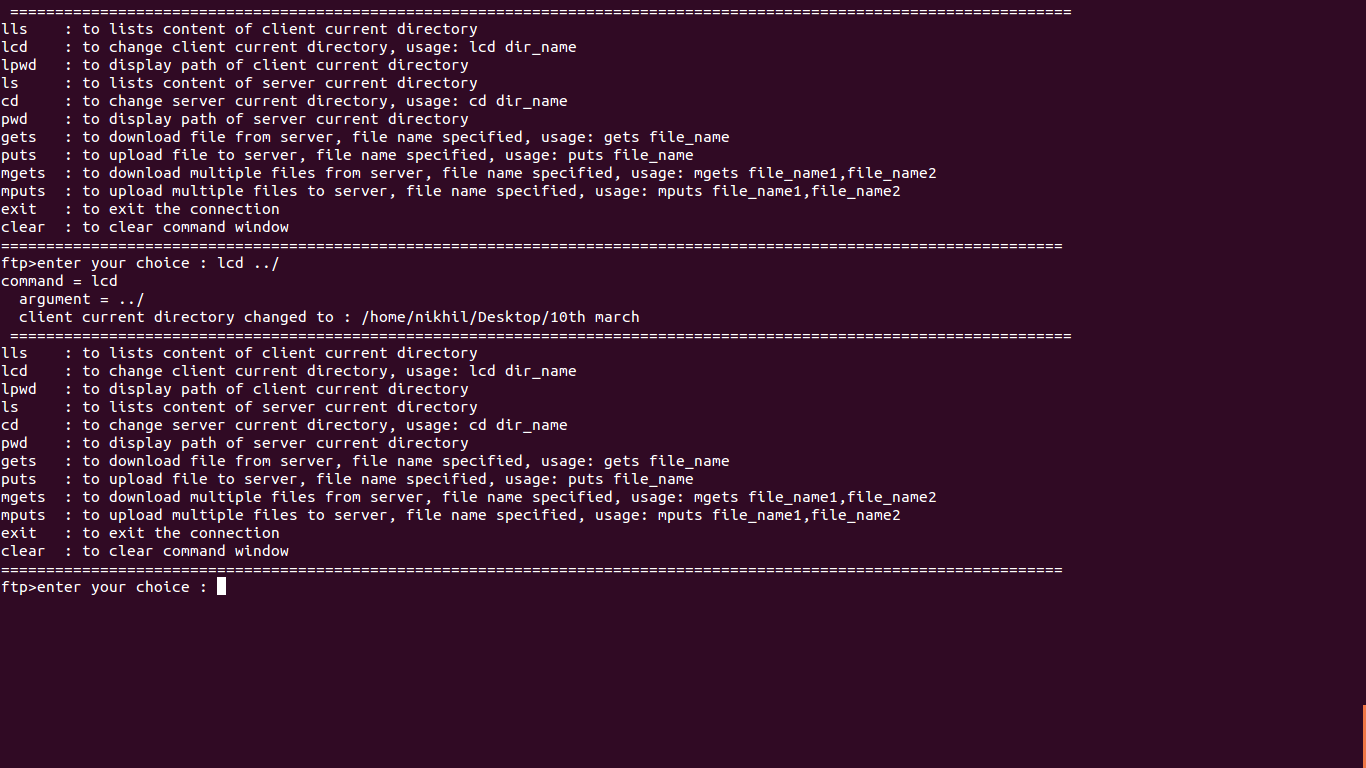 ======================================================================================================================
lls    : to lists content of client current directory
lcd    : to change client current directory, usage: lcd dir_name
lpwd   : to display path of client current directory
ls     : to lists content of server current directory
cd     : to change server current directory, usage: cd dir_name
pwd    : to display path of server current directory
gets   : to download file from server, file name specified, usage: gets file_name
puts   : to upload file to server, file name specified, usage: puts file_name
mgets  : to download multiple files from server, file name specified, usage: mgets file_name1,file_name2
mputs  : to upload multiple files to server, file name specified, usage: mputs file_name1,file_name2
exit   : to exit the connection
clear  : to clear command window
======================================================================================================================
ftp>enter your choice : lcd ../
command = lcd
  argument = ../
  client current directory changed to : /home/nikhil/Desktop/10th march
======================================================================================================================
lls    : to lists content of client current directory
lcd    : to change client current directory, usage: lcd dir_name
lpwd   : to display path of client current directory
ls     : to lists content of server current directory
cd     : to change server current directory, usage: cd dir_name
pwd    : to display path of server current directory
gets   : to download file from server, file name specified, usage: gets file_name
puts   : to upload file to server, file name specified, usage: puts file_name
mgets  : to download multiple files from server, file name specified, usage: mgets file_name1,file_name2
mputs  : to upload multiple files to server, file name specified, usage: mputs file_name1,file_name2
exit   : to exit the connection
clear  : to clear command window
======================================================================================================================
ftp>enter your choice :